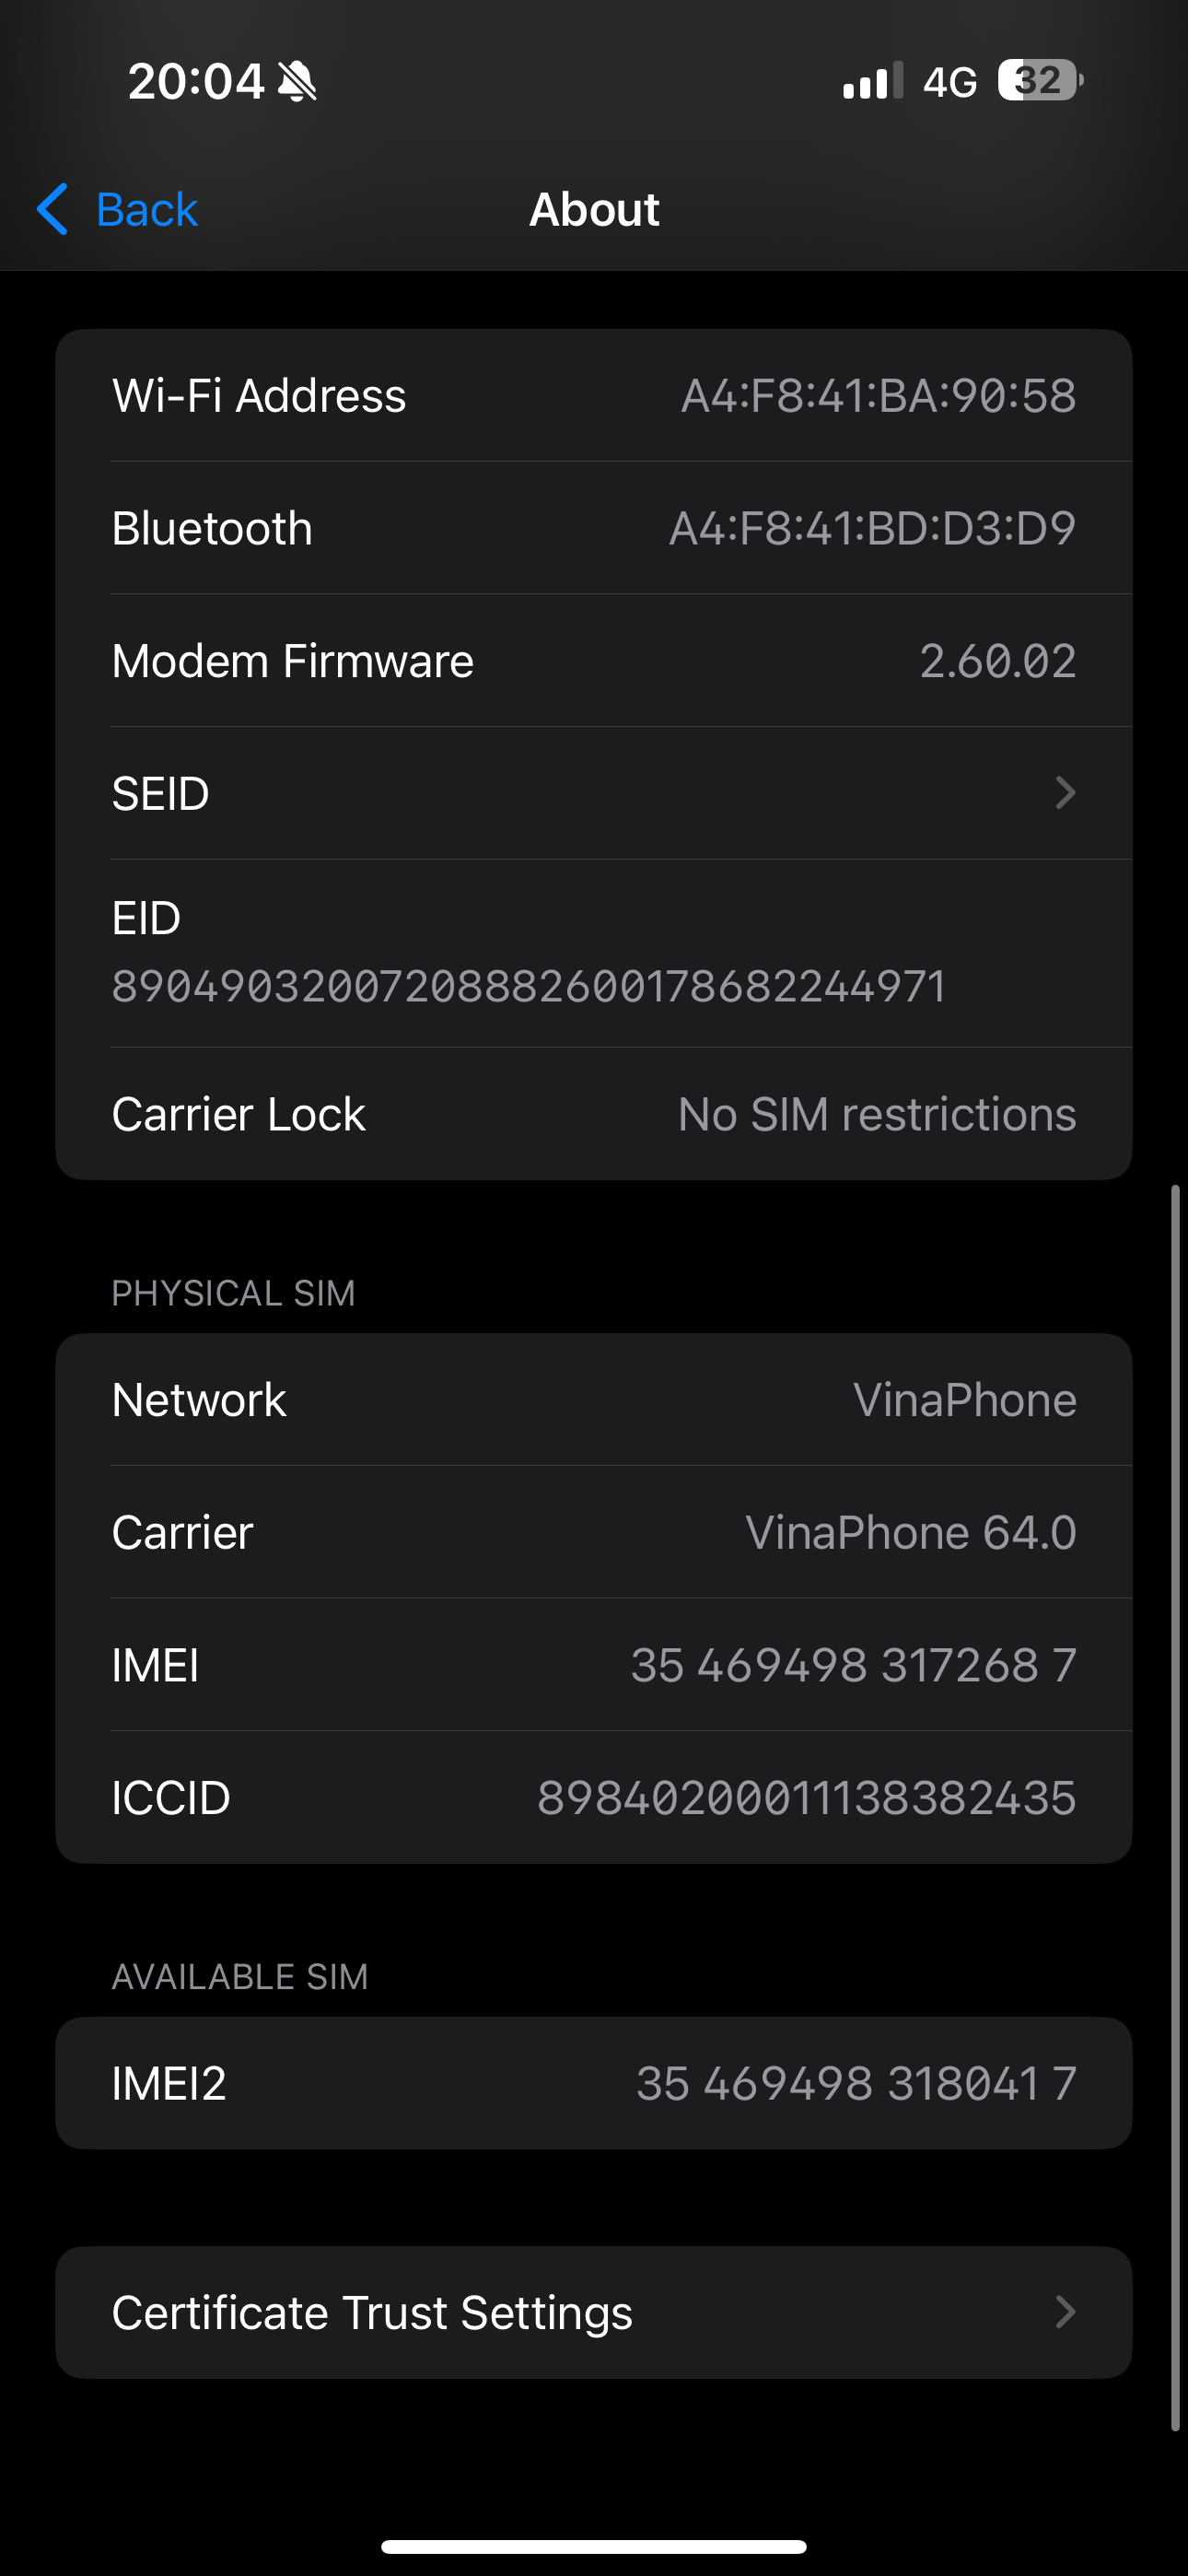 20:04
4G 32
Back
About
Wi-Fi Address A4:F8:41:BA:90:58
Bluetooth A4:F8:41:BD:D3:D9
Modem Firmware 2.60.02
SEID
EID
89049032007208882600178682244971
Carrier Lock No SIM restrictions
PHYSICAL SIM
Network VinaPhone
Carrier VinaPhone 64.0
IMEI 35 469498 317268 7
ICCID 8984020001138382435
AVAILABLE SIM
IMEI2 35 469498 318041 7
Certificate Trust Settings